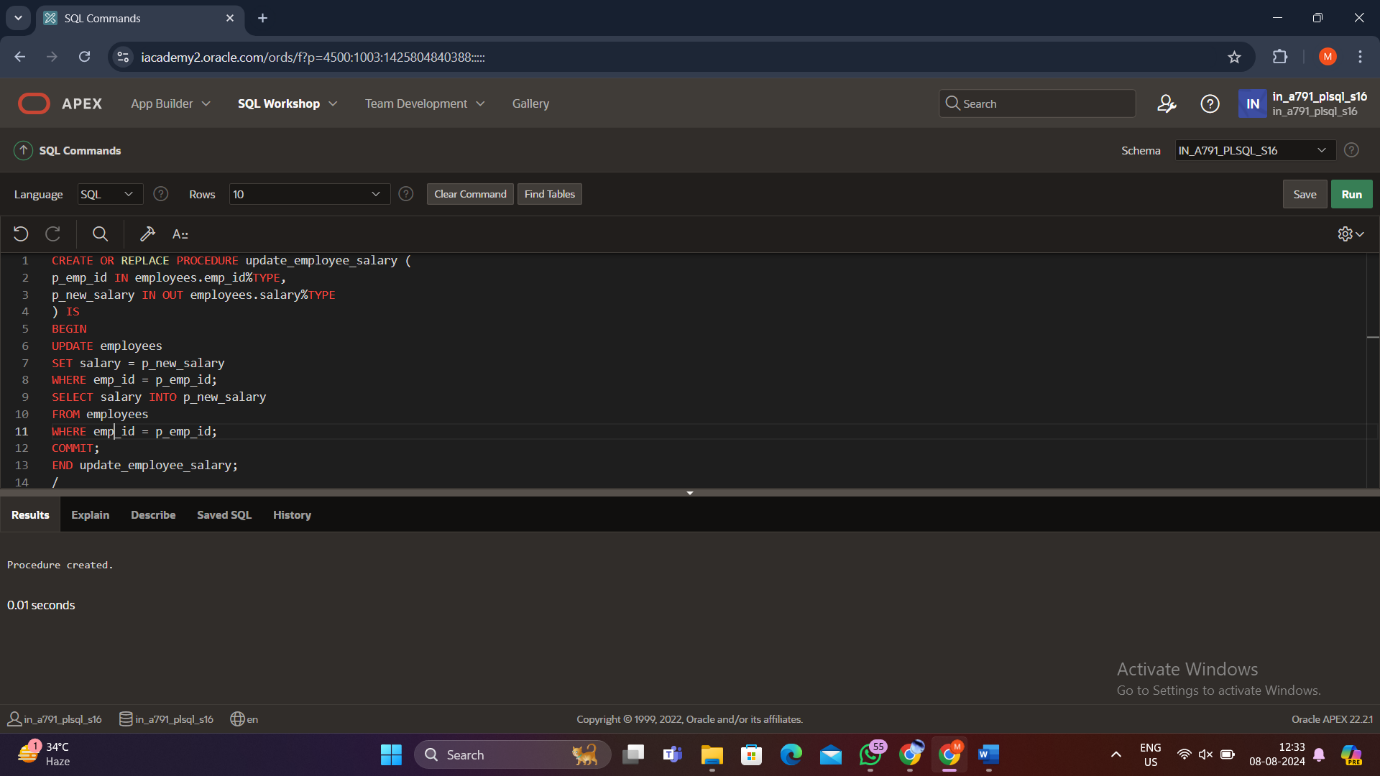 SQL Commands
iacademy2.oracle.com/ords/f?p=4500:1003:1425804840388:::::
M
APEX
App Builder
SQL Workshop
Team Development
Gallery
Search
IN
in_a791_plsql_s16
in_a791_plsql_s16
SQL Commands
Schema
IN_A791_PLSQL_S16
Language
SQL
Rows
10
Clear Command
Find Tables
Save
Run
A::
1 CREATE OR REPLACE PROCEDURE update_employee_salary (
2 p_emp_id IN employees.emp_id%TYPE,
3 p_new_salary IN OUT employees.salary%TYPE
4 ) IS
5 BEGIN
6 UPDATE employees
7 SET salary = p_new_salary
8 WHERE emp_id = p_emp_id;
9 SELECT salary INTO p_new_salary
10 FROM employees
11 WHERE emp_id = p_emp_id;
12 COMMIT;
13 END update_employee_salary;
14 /
Results
Explain
Describe
Saved SQL
History
Procedure created.
0.01 seconds
Activate Windows
Go to Settings to activate Windows.
in_a791_plsql_s16
in_a791_plsql_s16
en
Copyright © 1999, 2022, Oracle and/or its affiliates.
Oracle APEX 22.2.1
1
34°C
Haze
Search
55
M
ENG
US
12:33
08-08-2024
PRE